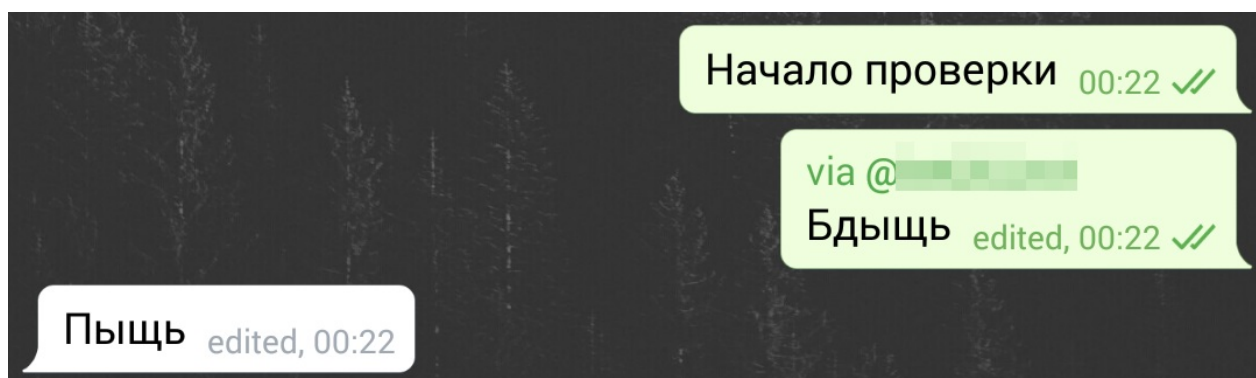 Начало проверки 00:22
via @
Бдыщь edited, 00:22
Пыщь edited, 00:22